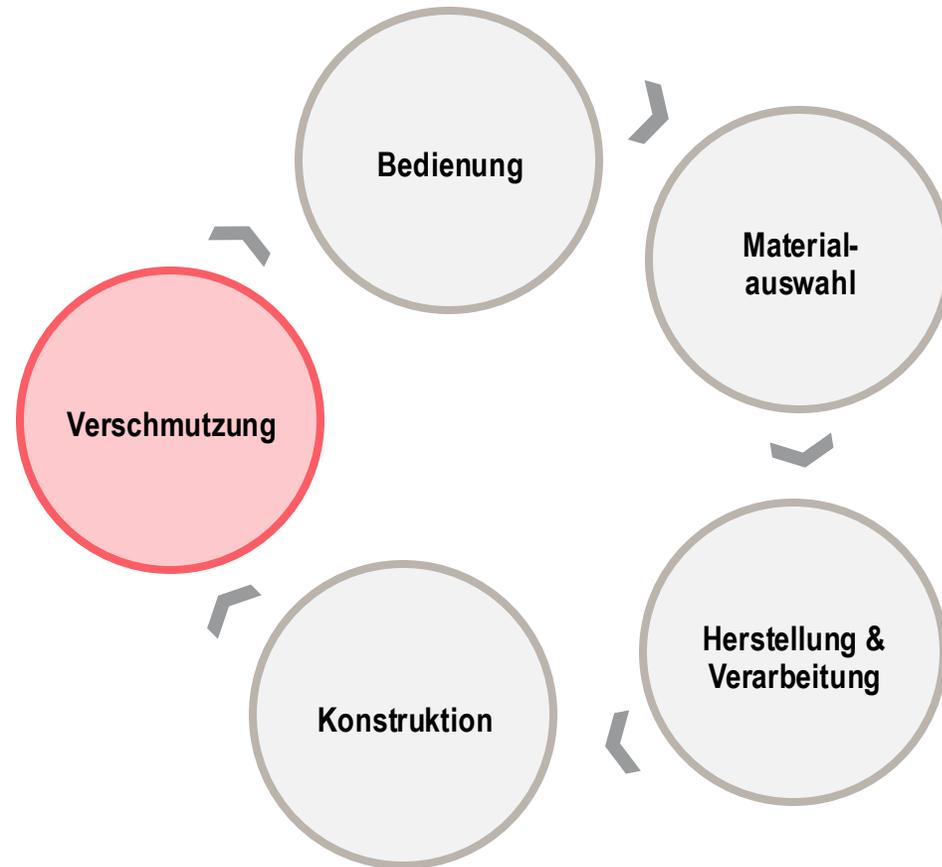 Bedienung
Material-
auswahl
Verschmutzung
Herstellung &
Verarbeitung
Konstruktion